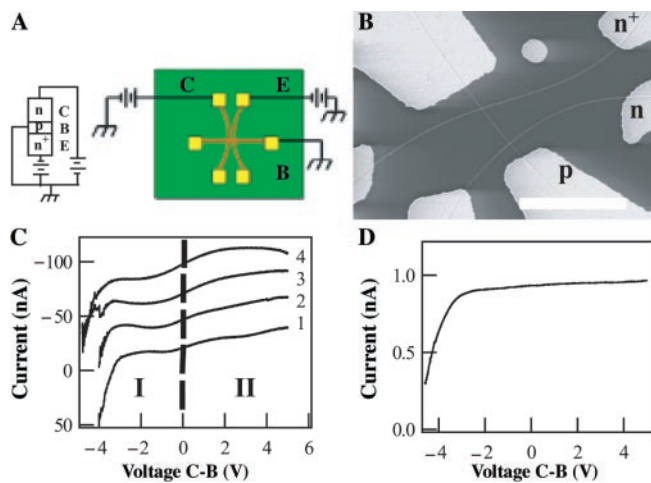 A
n C
p B
n+ E
C E
B
B
n+
n
p
C
Current (nA)
-100
-50
0
50
4
3
2
1
I II
-4 -2 0 2 4 6
Voltage C-B (V)
D
Current (nA)
1.0
0.5
0.0
-4 -2 0 2 4
Voltage C-B (V)